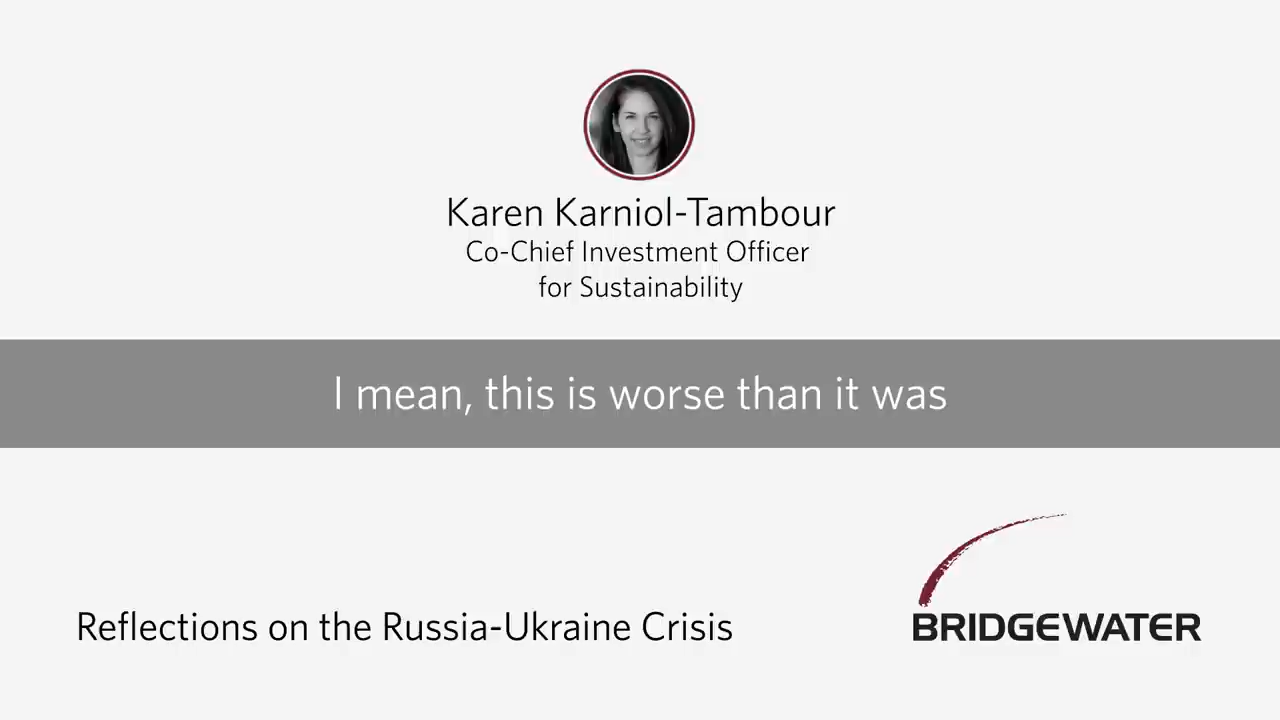 Karen Karniol-Tambour
Co-Chief Investment Officer
for Sustainability
I mean, this is worse than it was
Reflections on the Russia-Ukraine Crisis
BRIDGEWATER